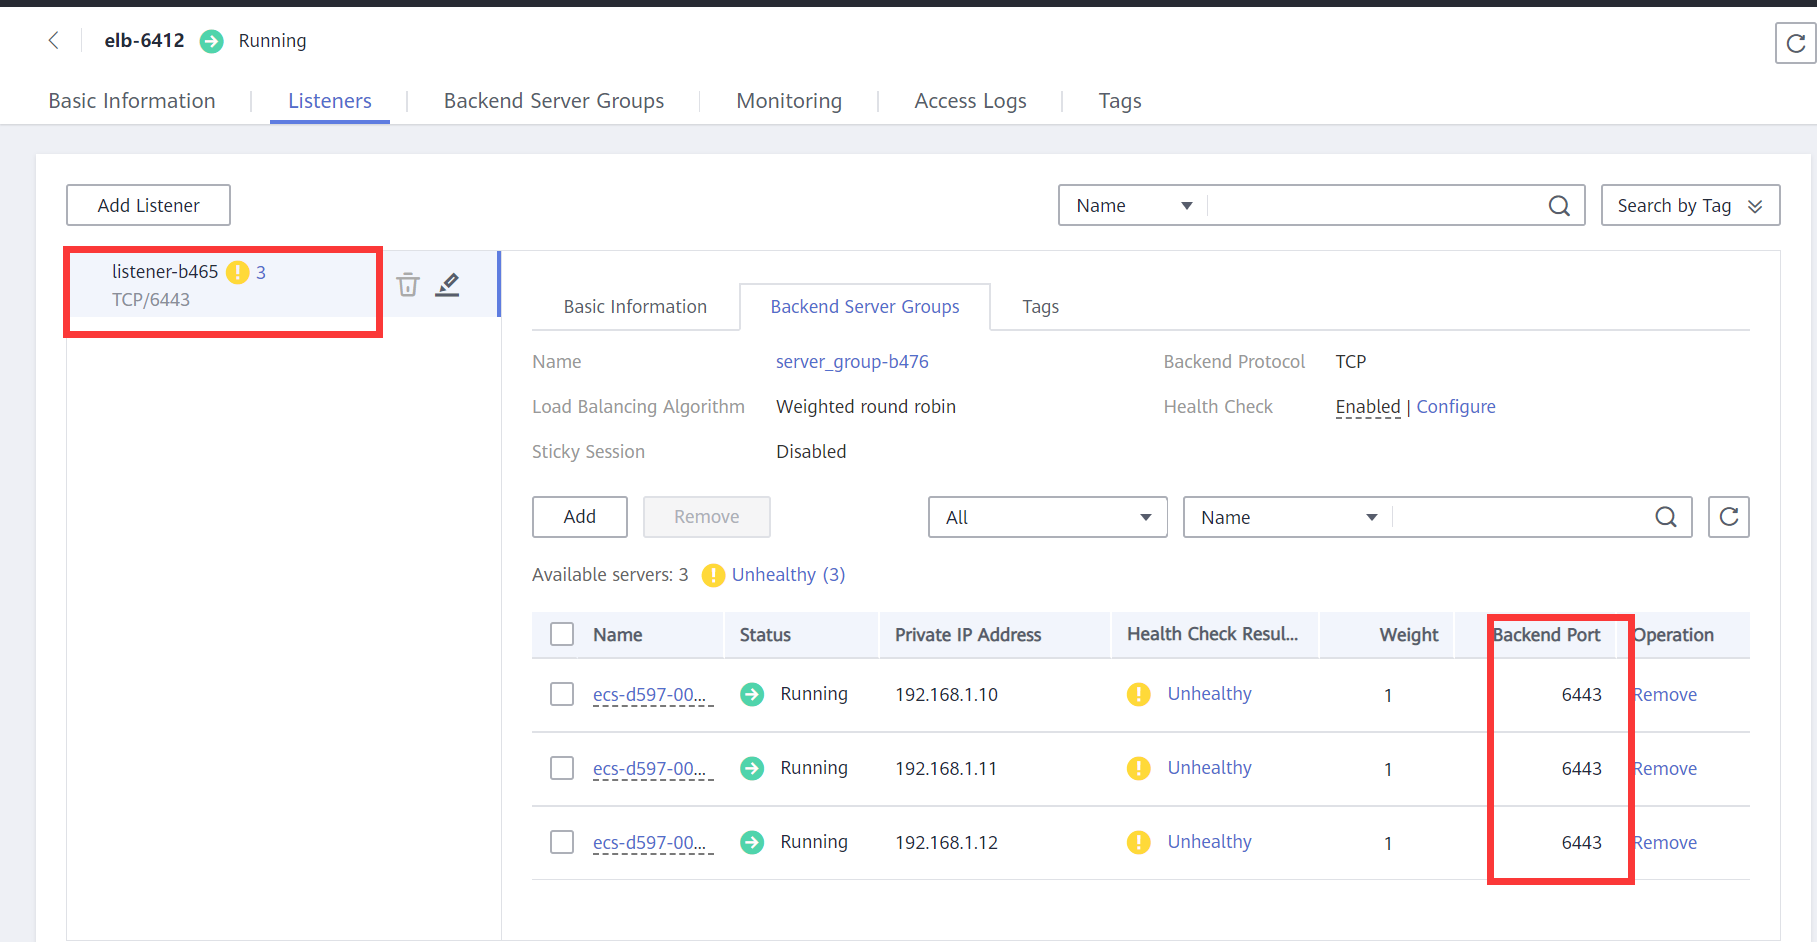 elb-6412 Running
Basic Information Listeners Backend Server Groups Monitoring Access Logs Tags
Add Listener Name Search by Tag
listener-b465 3
TCP/6443
Basic Information Backend Server Groups Tags
Name server_group-b476 Backend Protocol TCP
Load Balancing Algorithm Weighted round robin Health Check Enabled | Configure
Sticky Session Disabled
Add Remove All Name
Available servers: 3 Unhealthy (3)
Name Status Private IP Address Health Check Resul... Weight Backend Port Operation
ecs-d597-00... Running 192.168.1.10 Unhealthy 1 6443 Remove
ecs-d597-00... Running 192.168.1.11 Unhealthy 1 6443 Remove
ecs-d597-00... Running 192.168.1.12 Unhealthy 1 6443 Remove